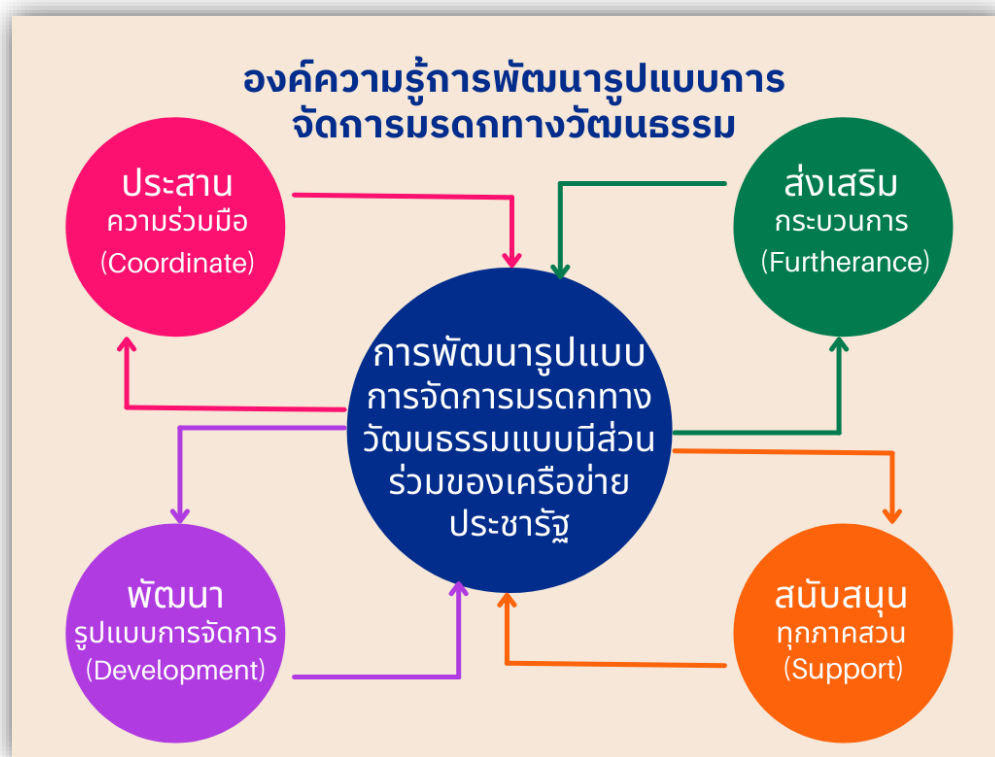 องค์ความรู้การพัฒนารูปแบบการ
จัดการมรดกทางวัฒนธรรม
ประสาน
ความร่วมมือ
(Coordinate)
ส่งเสริม
กระบวนการ
(Furtherance)
การพัฒนารูปแบบ
การจัดการมรดกทาง
วัฒนธรรมแบบมีส่วน
ร่วมของเครือข่าย
ประชารัฐ
พัฒนา
รูปแบบการจัดการ
(Development)
สนับสนุน
ทุกภาคสวน
(Support)